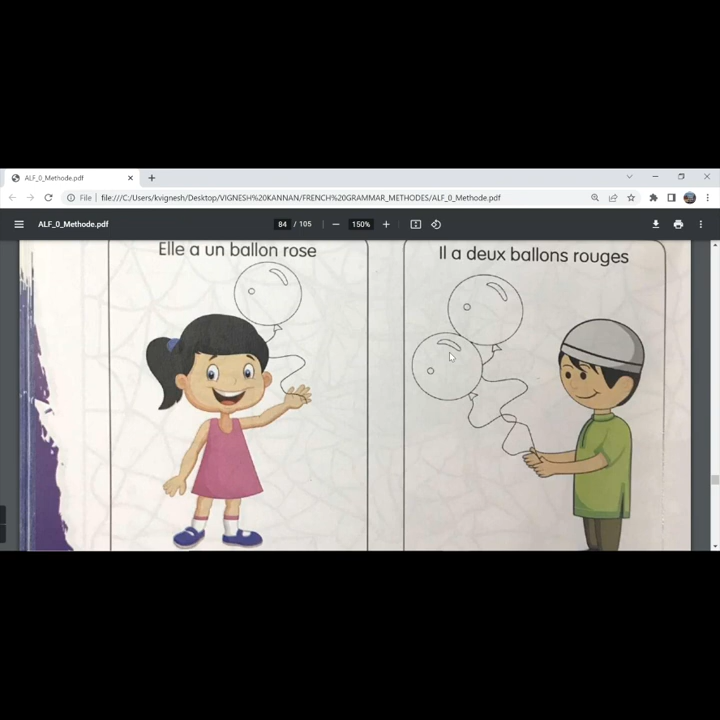 ALF_0_Methode.pdf
File file:///C:/Users/kvignesh/Desktop/VIGNESH%20KANNAN/FRENCH%20GRAMMAR_METHODES/ALF_0_Methode.pdf
ALF_0_Methode.pdf 84 / 105 150%
Elle a un ballon rose
Il a deux ballons rouges